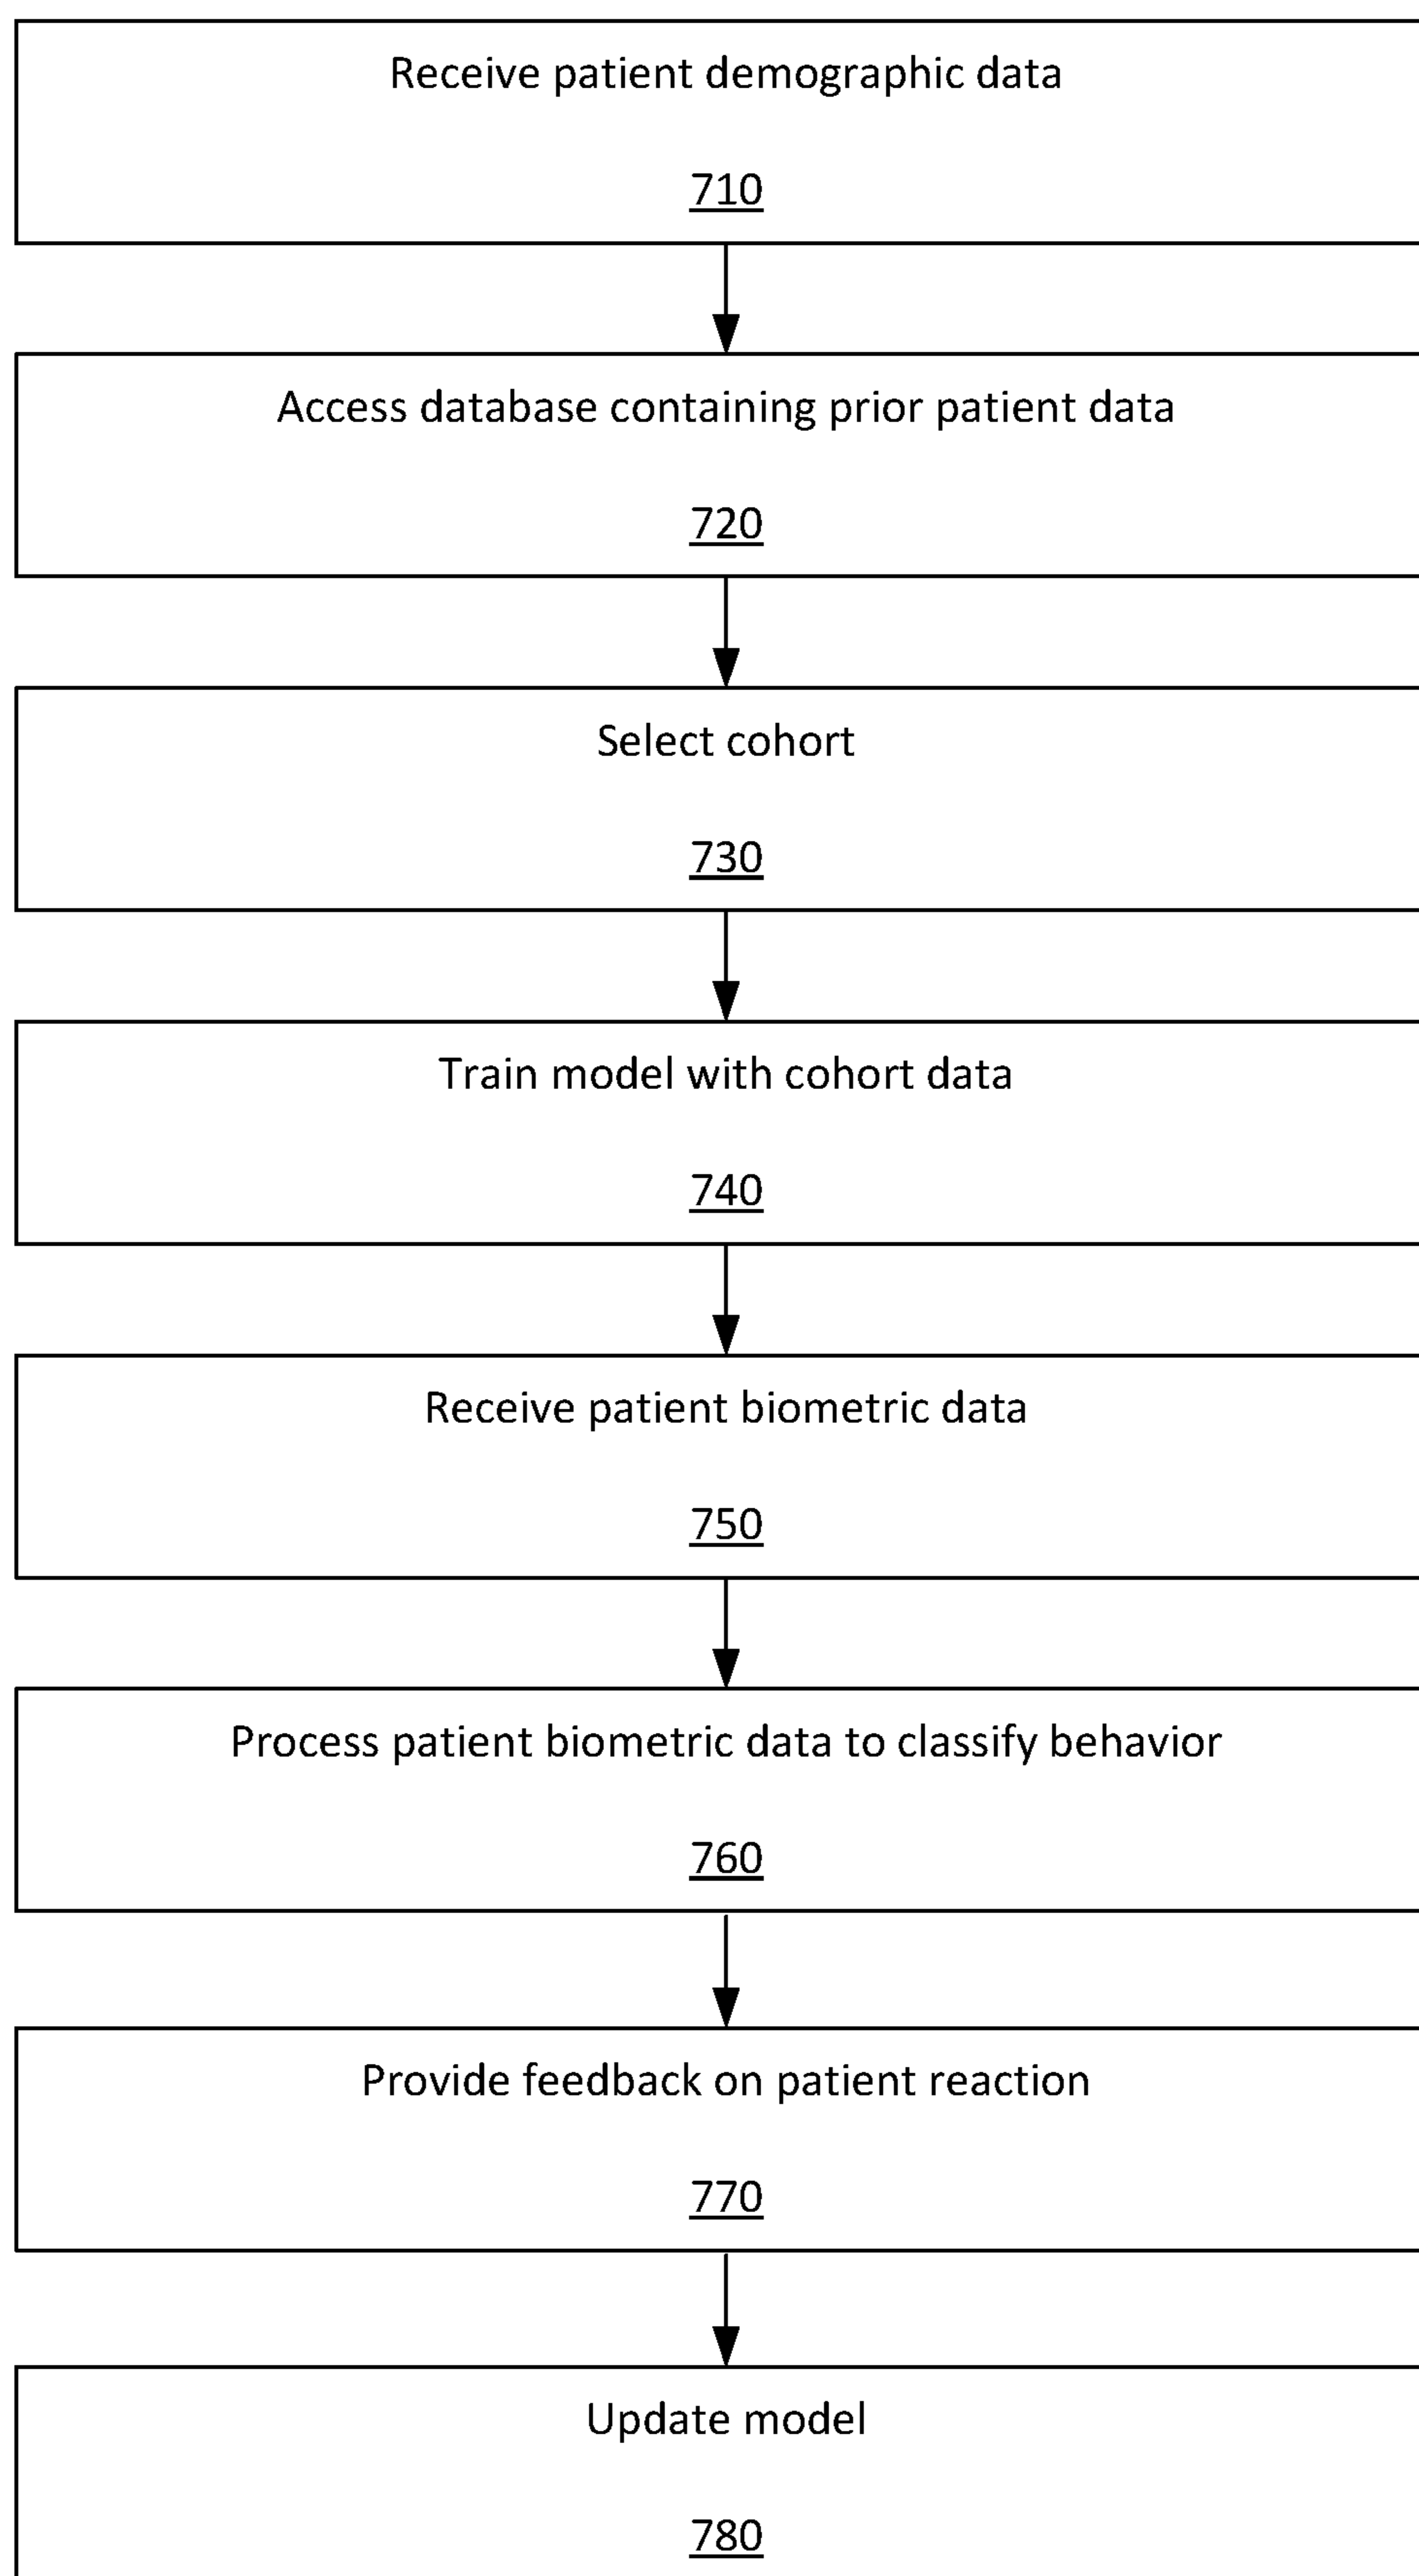 Receive patient demographic data
710
Access database containing prior patient data
720
Select cohort
730
Train model with cohort data
740
Receive patient biometric data
750
Process patient biometric data to classify behavior
760
Provide feedback on patient reaction
770
Update model
780